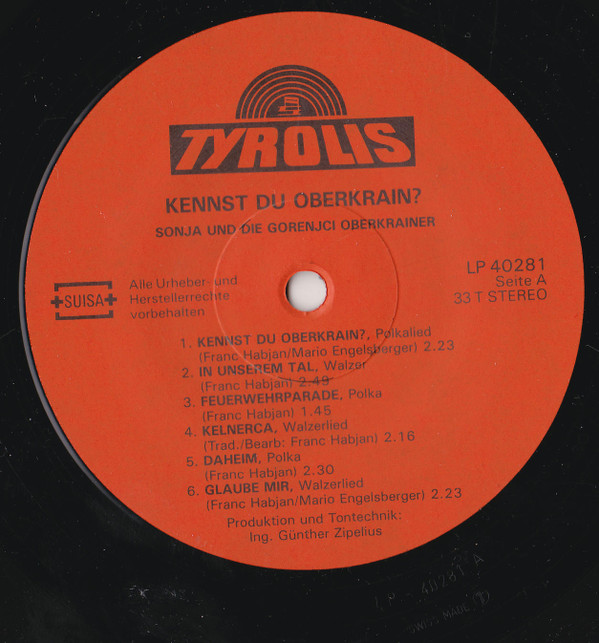 TYROLIS
KENNST DU OBERKRAIN?
SONJA UND DIE GORENJCI OBERKRAINER
LP 40281
Seite A
33 T STEREO
SUISA
Alle Urheber- und
Herstellerrechte
vorbehalten
1. KENNST DU OBERKRAIN?, Polkalied
(Franc Habjan/Mario Engelsberger) 2.23
2. IN UNSEREM TAL, Walzer
(Franc Habjan) 2.49
3. FEUERWEHRPARADE, Polka
(Franc Habjan) 1.45
4. KELNERCA, Walzerlied
(Trad./Bearb: Franc Habjan) 2.16
5. DAHEIM, Polka
(Franc Habjan) 2.30
6. GLAUBE MIR, Walzerlied
(Franc Habjan/Mario Engelsberger) 2.23
Produktion und Tontechnik:
Ing. Günther Zipelius
LP - 40281 A
SWISS MADE